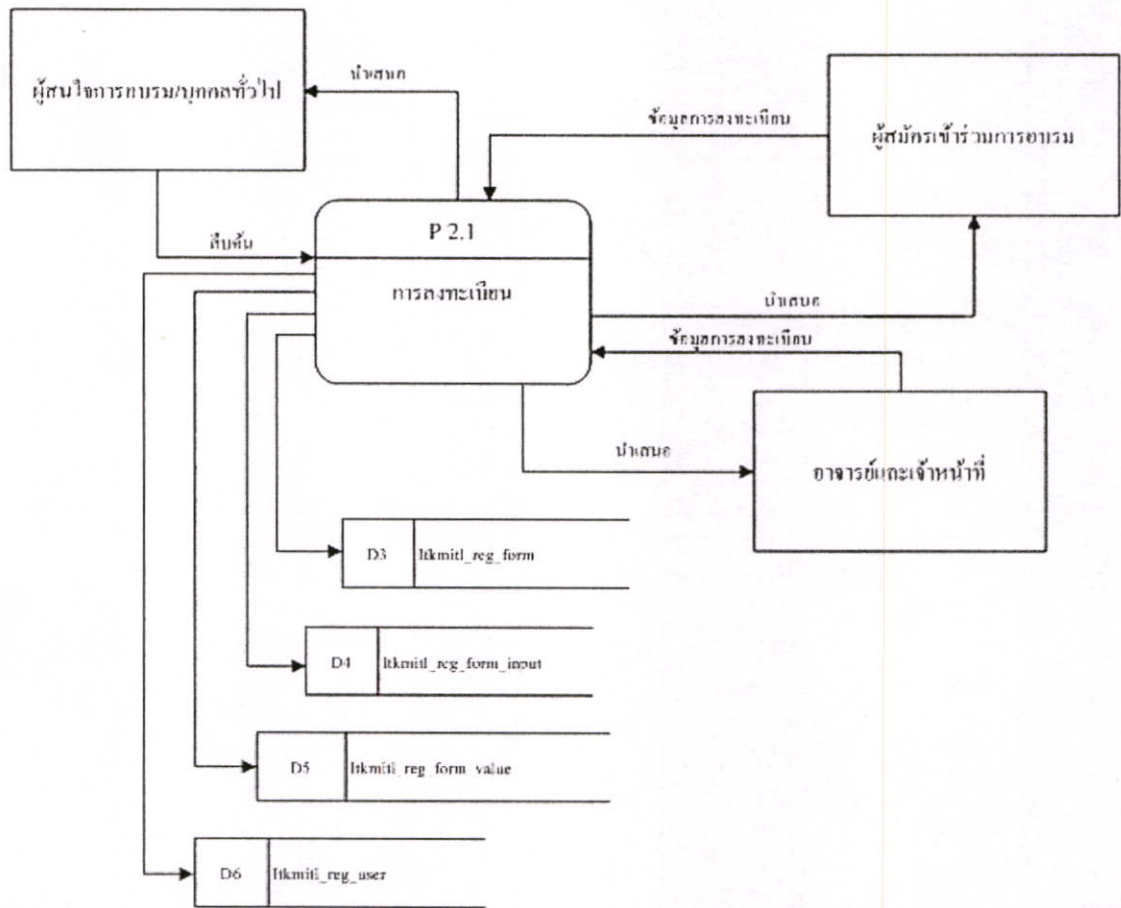 นำเสนอ
ผู้สนใจการอบรม/บุคคลทั่วไป
ข้อมูลการลงทะเบียน
ผู้สมัครเข้าร่วมการอบรม
P 2.1
สืบค้น
การลงทะเบียน
นำเสนอ
ข้อมูลการลงทะเบียน
นำเสนอ
อาจารย์และเจ้าหน้าที่
D3 ltkmitl_reg_form
D4 ltkmitl_reg_form_input
D5 ltkmitl_reg_form_value
D6 ltkmitl_reg_user